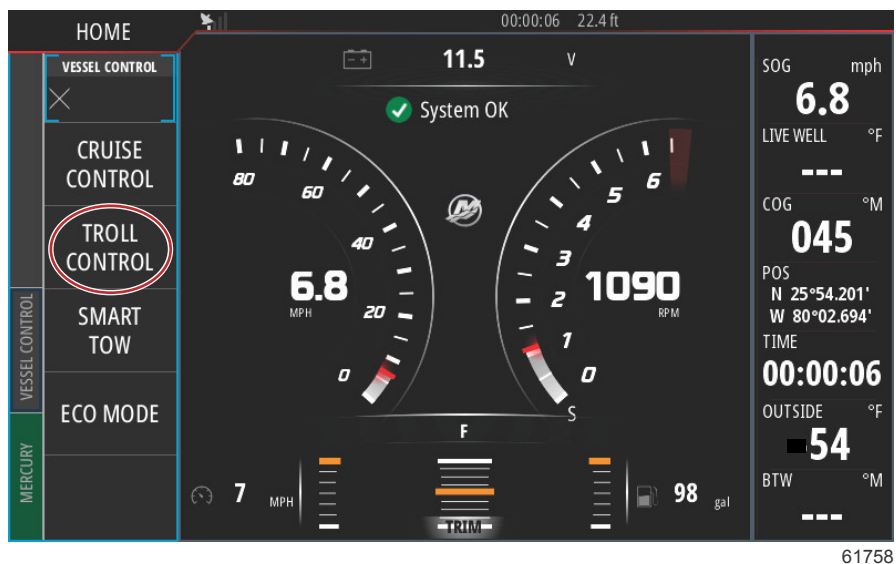 HOME
00:00:06 22.4 ft
VESSEL CONTROL
CRUISE
CONTROL
TROLL
CONTROL
SMART
TOW
ECO MODE
VESSEL CONTROL
MERCURY
11.5 V
System OK
80
60
40
20
0
6.8
MPH
6
5
4
3
2
1
0
S
1090
RPM
F
7 MPH
TRIM
98 gal
SOG mph
6.8
LIVE WELL °F
---
COG °M
045
POS
N 25°54.201'
W 80°02.694'
TIME
00:00:06
OUTSIDE °F
54
BTW °M
---
61758